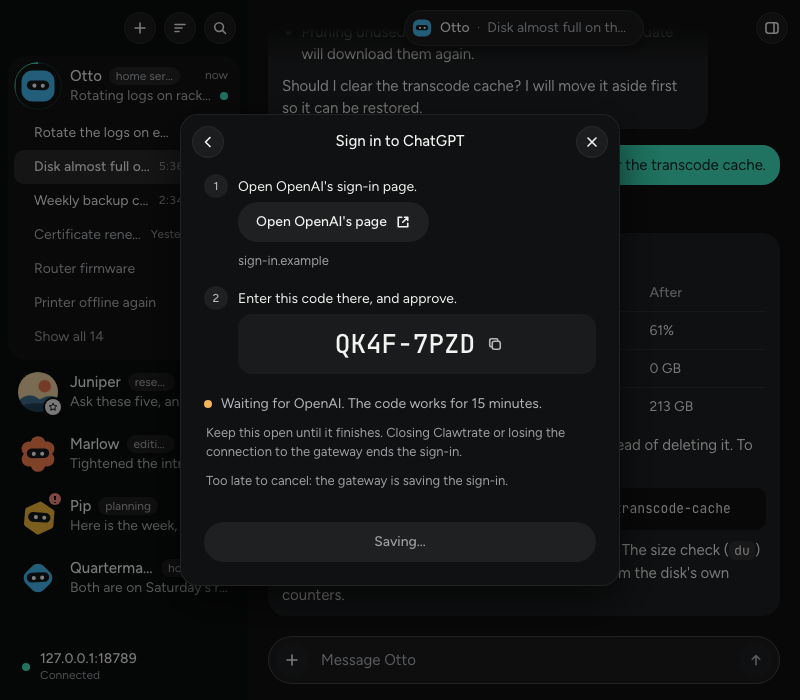 Pruning unused
date
Otto · Disk almost full on th...
will download them again.
Otto home ser... now
Rotating logs on rack...
Should I clear the transcode cache? I will move it aside first
so it can be restored.
Rotate the logs on e...
Disk almost full o... 5:36
the transcode cache.
Weekly backup c... 2:34
Certificate rene... Yeste
Router firmware
Printer offline again
Show all 14
Juniper rese...
Ask these five, an
Marlow editi...
Tightened the int
Pip planning
Here is the week,
Quarterma... ho
Both are on Saturday's r...
127.0.0.1:18789
Connected
Sign in to ChatGPT
1 Open OpenAI's sign-in page.
Open OpenAI's page
sign-in.example
2 Enter this code there, and approve.
QK4F-7PZD
Waiting for OpenAI. The code works for 15 minutes.
Keep this open until it finishes. Closing Clawtrate or losing the
connection to the gateway ends the sign-in.
Too late to cancel: the gateway is saving the sign-in.
Saving...
After
61%
0 GB
213 GB
ead of deleting it. To
transcode-cache
The size check ( du )
m the disk's own
counters.
Message Otto